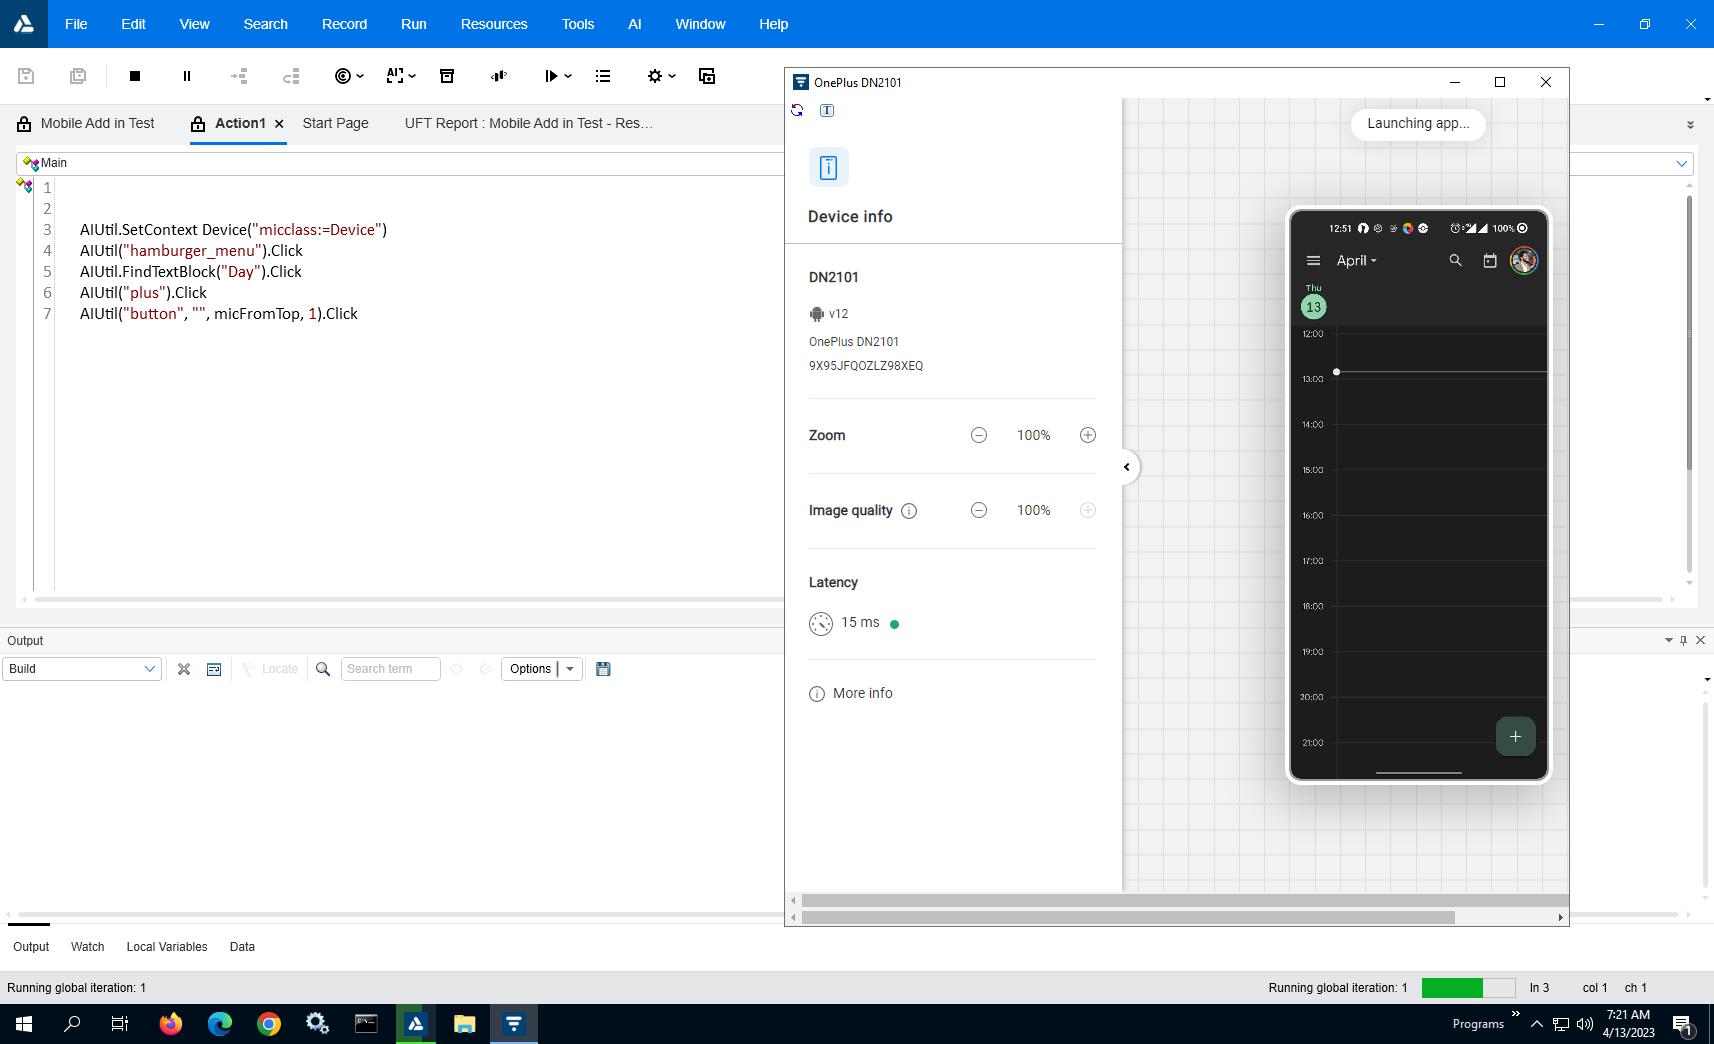 File Edit View Search Record Run Resources Tools AI Window Help
OnePlus DN2101
Mobile Add in Test Action1 Start Page UFT Report : Mobile Add in Test - Res...
Main
1
2
3 AIUtil.SetContext Device("micclass:=Device")
4 AIUtil("hamburger_menu").Click
5 AIUtil.FindTextBlock("Day").Click
6 AIUtil("plus").Click
7 AIUtil("button", "", micFromTop, 1).Click
Device info
DN2101
v12
OnePlus DN2101
9X95JFQOZLZ98XEQ
Zoom 100%
Image quality 100%
Latency
15 ms
More info
Launching app...
12:51 100%
April
Thu
13
12:00
13:00
14:00
15:00
16:00
17:00
18:00
19:00
20:00
21:00
Output
Build Locate Search term Options
Output Watch Local Variables Data
Running global iteration: 1 Running global iteration: 1 ln 3 col 1 ch 1
Programs
7:21 AM
4/13/2023
1